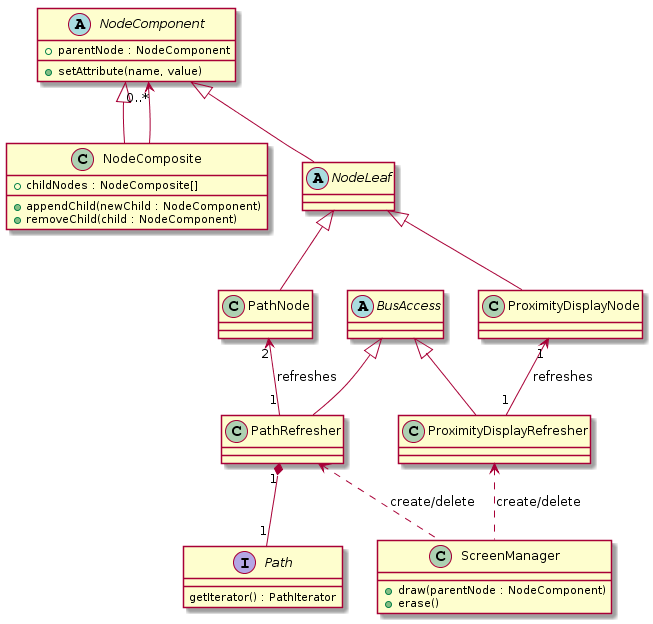 A NodeComponent
parentNode : NodeComponent
setAttribute(name, value)
0..*
C NodeComposite
childNodes : NodeComposite[]
appendChild(newChild : NodeComponent)
removeChild(child : NodeComponent)
A NodeLeaf
C PathNode
A BusAccess
C ProximityDisplayNode
2
1
refreshes
refreshes
1
1
C PathRefresher
C ProximityDisplayRefresher
1
create/delete
create/delete
1
I Path
getIterator() : PathIterator
C ScreenManager
draw(parentNode : NodeComponent)
erase()